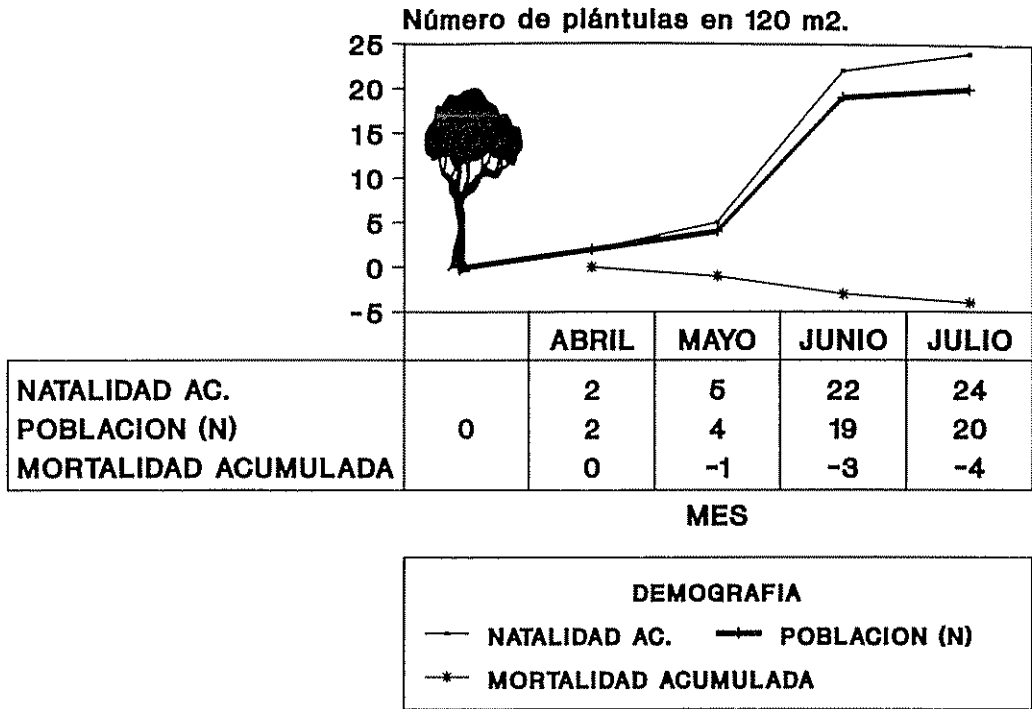 Número de plántulas en 120 m2.
25
20
15
10
5
0
-5
ABRIL MAYO JUNIO JULIO
NATALIDAD AC. 2 5 22 24
POBLACION (N) 0 2 4 19 20
MORTALIDAD ACUMULADA 0 -1 -3 -4
MES
DEMOGRAFIA
NATALIDAD AC. POBLACION (N)
MORTALIDAD ACUMULADA